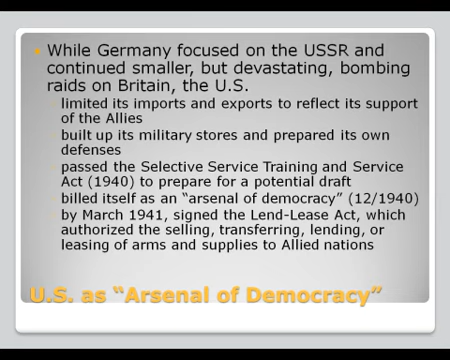 While Germany focused on the USSR and
continued smaller, but devastating, bombing
raids on Britain, the U.S.
limited its imports and exports to reflect its support
of the Allies
built up its military stores and prepared its own
defenses
passed the Selective Service Training and Service
Act (1940) to prepare for a potential draft
billed itself as an “arsenal of democracy” (12/1940)
by March 1941, signed the Lend-Lease Act, which
authorized the selling, transferring, lending, or
leasing of arms and supplies to Allied nations
U.S. as “Arsenal of Democracy”